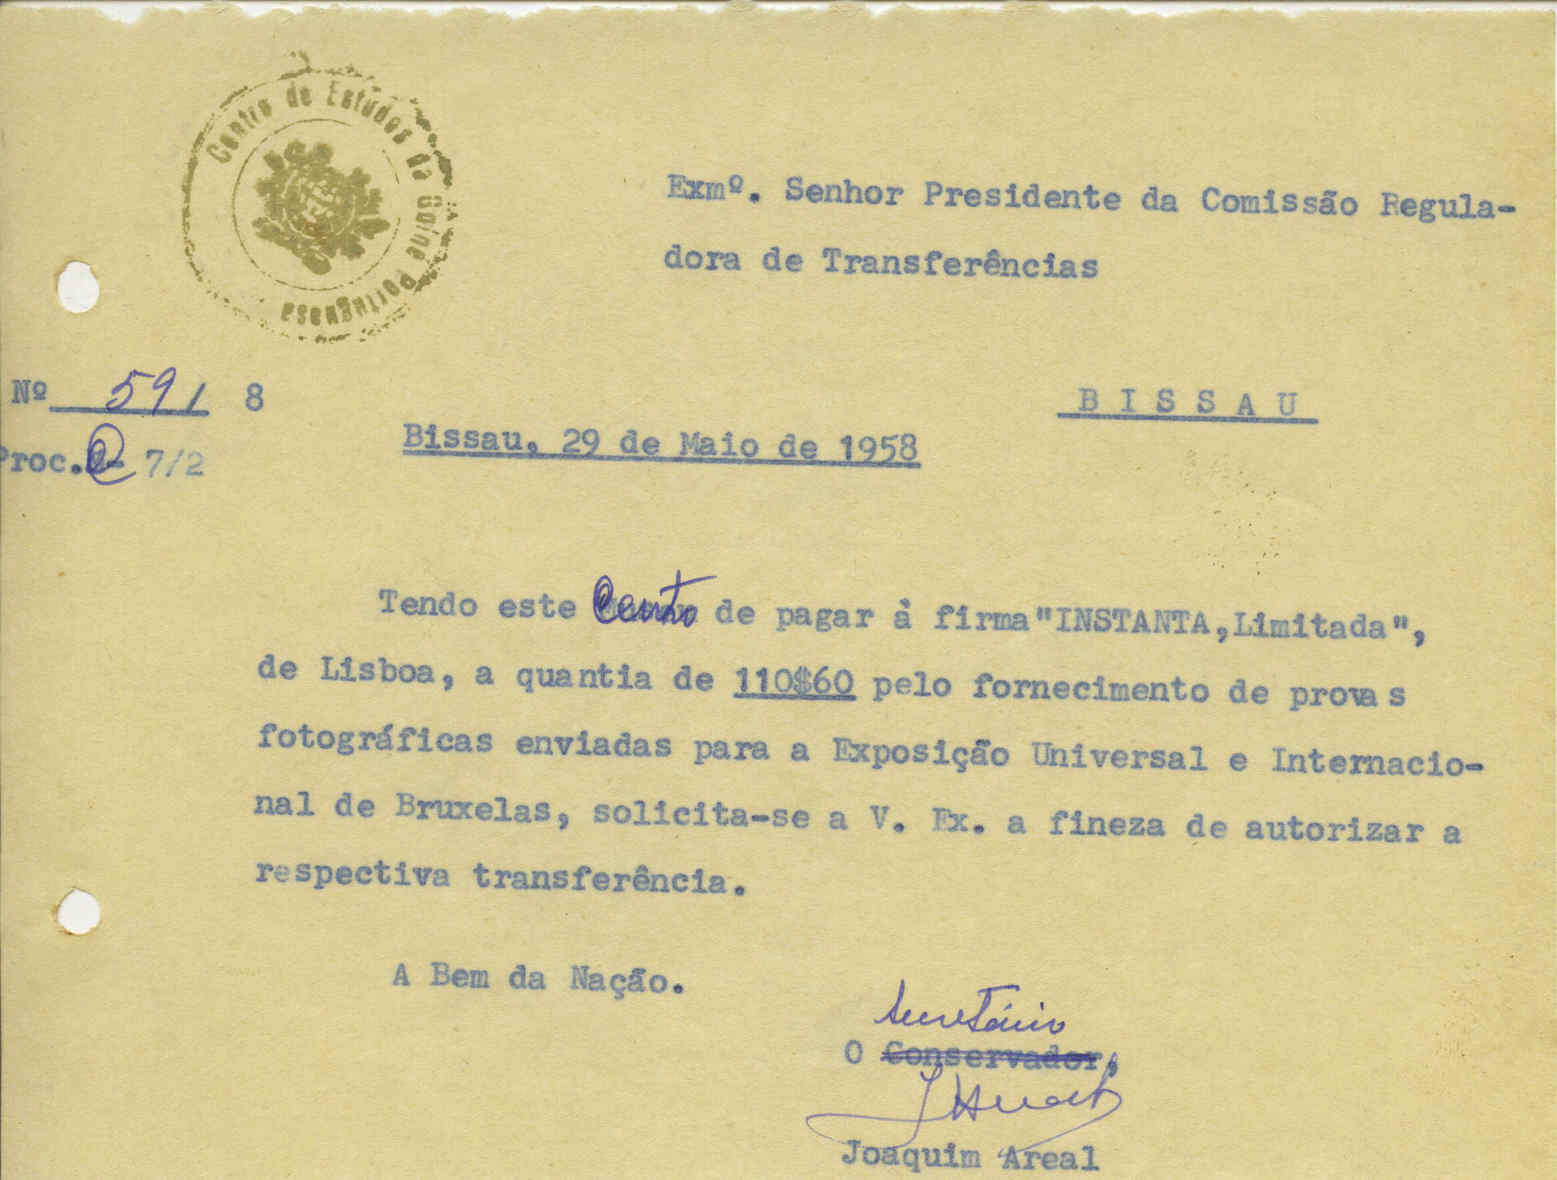 Centro de Estudos da Guiné Portuguesa
Exmº. Senhor Presidente da Comissão Regula-
dora de Transferências
Nº 591/ 8
BISSAU
Proc. 7/2
Bissau, 29 de Maio de 1958
Tendo este Centro de pagar à firma "INSTANTA, Limitada",
de Lisboa, a quantia de 110$60 pelo fornecimento de provas
fotográficas enviadas para a Exposição Universal e Internacio-
nal de Bruxelas, solicita-se a V. Ex. a fineza de autorizar a
respectiva transferência.
A Bem da Nação.
Secretário
O Conservador,
Joaquim Areal